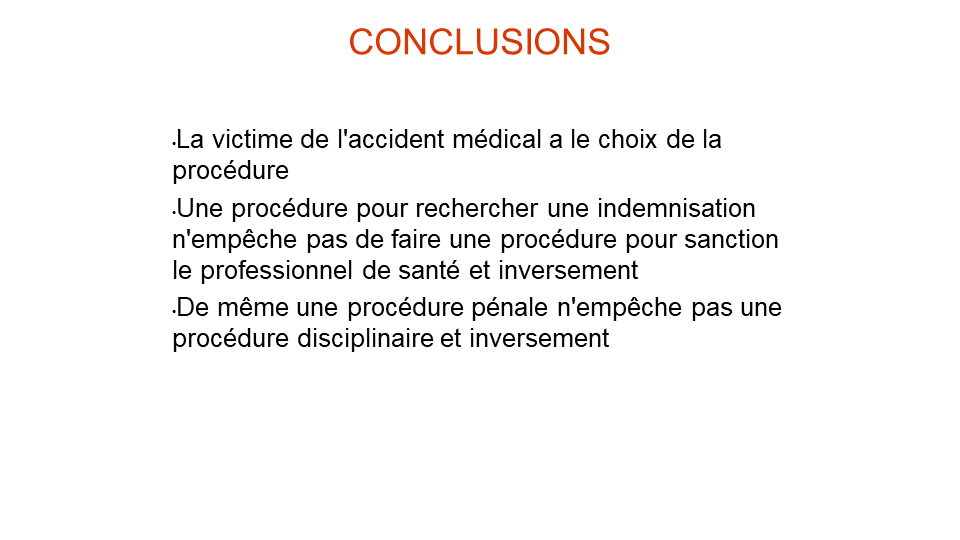 CONCLUSIONS
•La victime de l'accident médical a le choix de la
procédure
•Une procédure pour rechercher une indemnisation
n'empêche pas de faire une procédure pour sanction
le professionnel de santé et inversement
•De même une procédure pénale n'empêche pas une
procédure disciplinaire et inversement